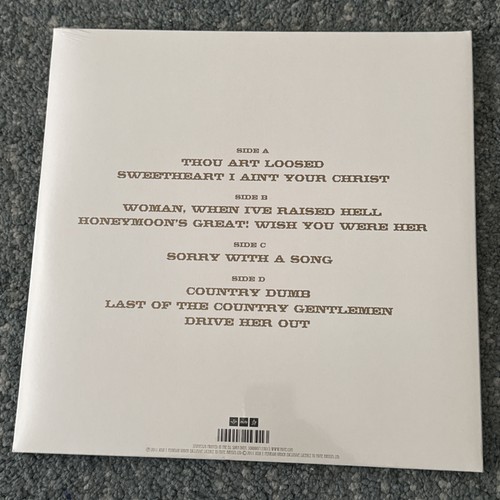 SIDE A
THOU ART LOOSED
SWEETHEART I AINT YOUR CHRIST
SIDE B
WOMAN, WHEN IVE RAISED HELL
HONEYMOON'S GREAT! WISH YOU WERE HER
SIDE C
SORRY WITH A SONG
SIDE D
COUNTRY DUMB
LAST OF THE COUNTRY GENTLEMEN
DRIVE HER OUT